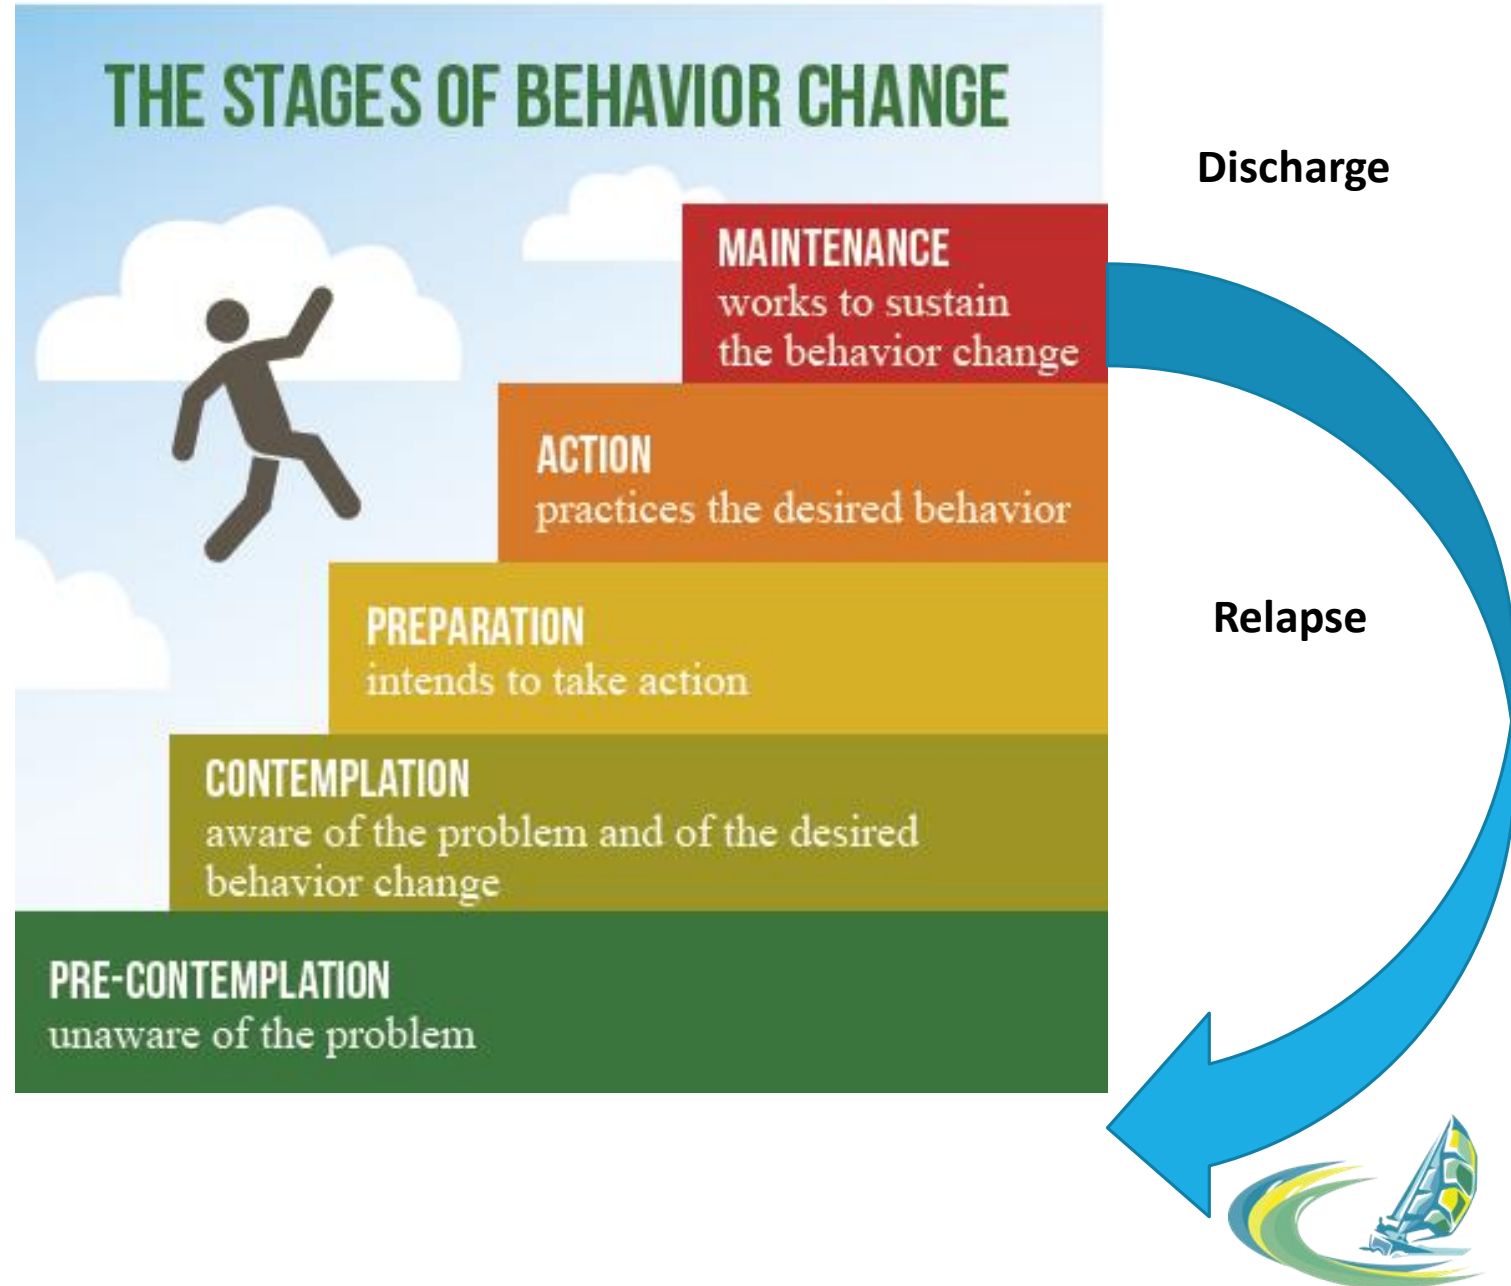 THE STAGES OF BEHAVIOR CHANGE
Discharge
MAINTENANCE
works to sustain
the behavior change
ACTION
practices the desired behavior
Relapse
PREPARATION
intends to take action
CONTEMPLATION
aware of the problem and of the desired
behavior change
PRE-CONTEMPLATION
unaware of the problem